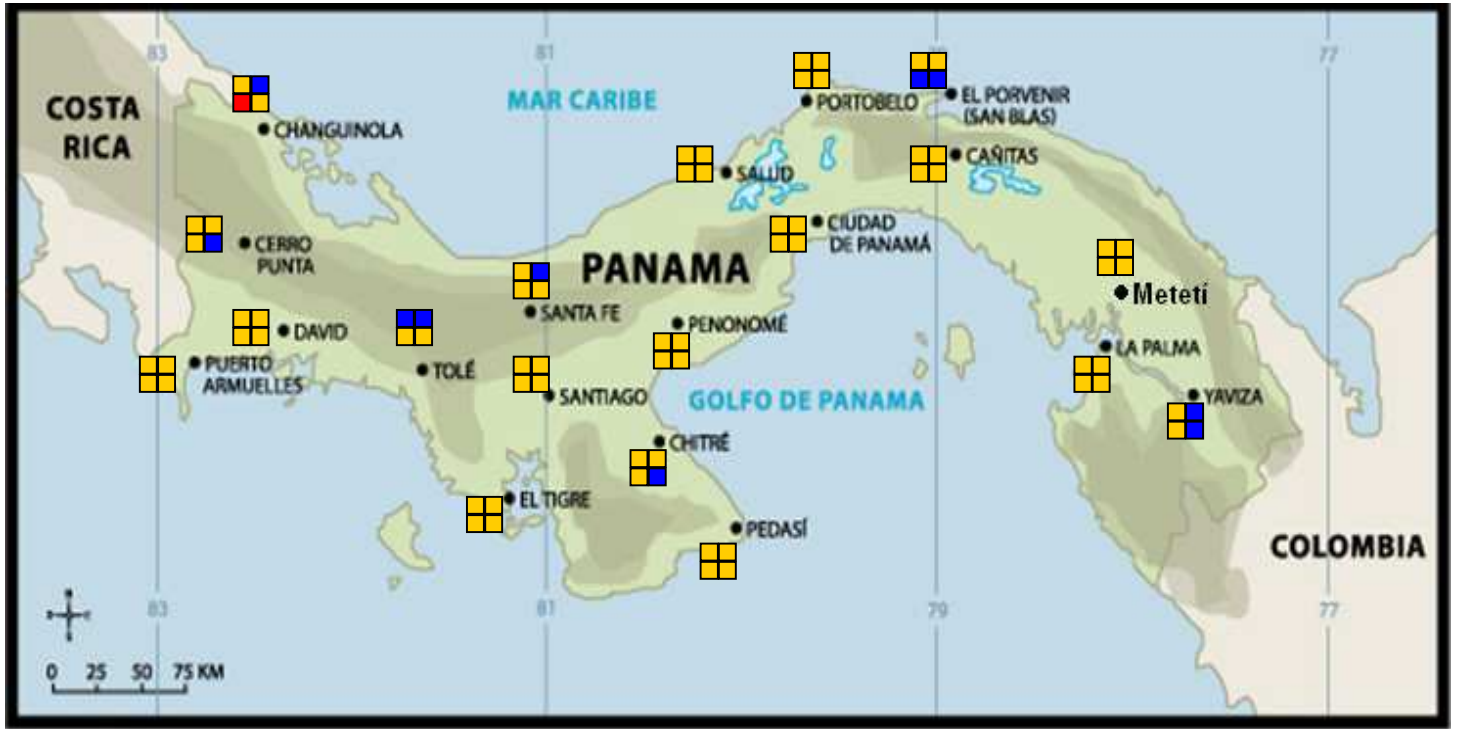 83
81
79
77
MAR CARIBE
COSTA
RICA
CHANGUINOLA
PORTOBELO
EL PORVENIR
(SAN BLAS)
SALUD
CAÑITAS
CIUDAD
DE PANAMÁ
CERRO
PUNTA
PANAMA
Metetí
SANTA FE
PENONOMÉ
DAVID
LA PALMA
PUERTO
ARMUELLES
TOLÉ
SANTIAGO
GOLFO DE PANAMA
YAVIZA
CHITRÉ
EL TIGRE
PEDASÍ
COLOMBIA
83
81
79
77
0 25 50 75 KM